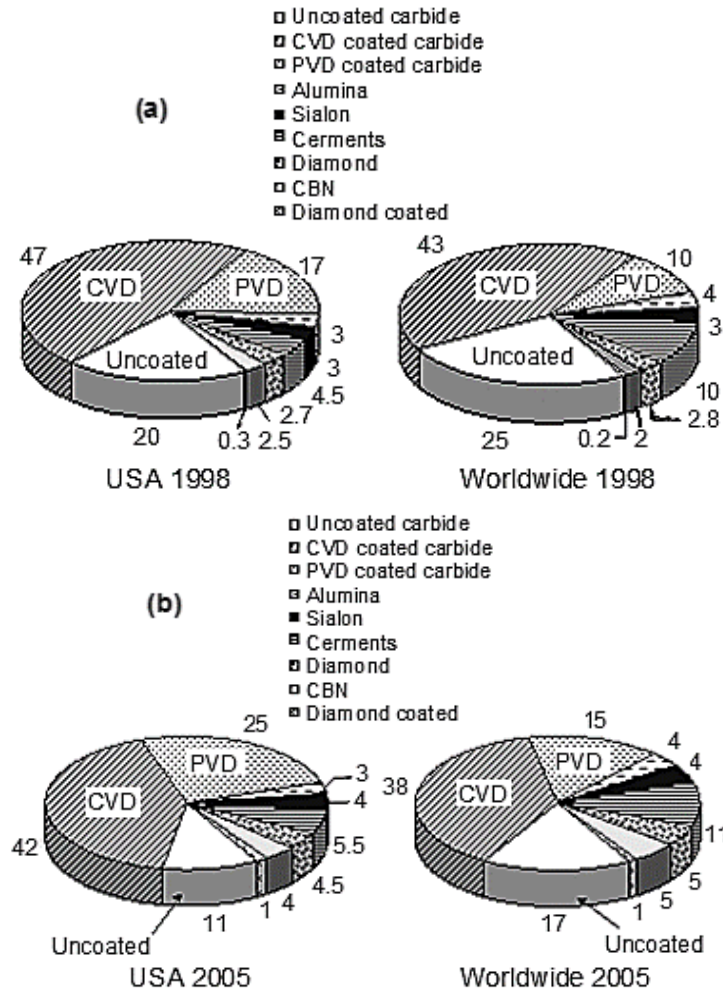 Uncoated carbide
CVD coated carbide
PVD coated carbide
(a)
Alumina
Sialon
Cerments
Diamond
CBN
Diamond coated
47
17
CVD
PVD
Uncoated
3
3
4.5
2.7
2.5
0.3
20
USA 1998
43
10
CVD
PVD
4
Uncoated
3
10
2.8
2
0.2
25
Worldwide 1998
Uncoated carbide
CVD coated carbide
PVD coated carbide
(b)
Alumina
Sialon
Cerments
Diamond
CBN
Diamond coated
25
PVD
3
CVD
4
42
5.5
4.5
4
1
11
Uncoated
USA 2005
15
PVD
4
4
38
CVD
11
5
5
1
17
Uncoated
Worldwide 2005